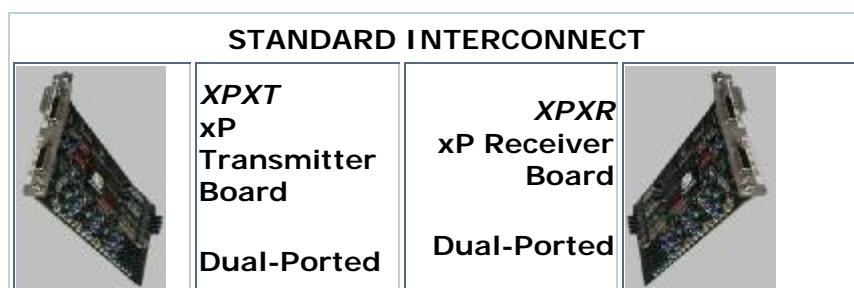 STANDARD INTERCONNECT
XPXT
xP
Transmitter
Board
Dual-Ported
XPXR
xP Receiver
Board
Dual-Ported